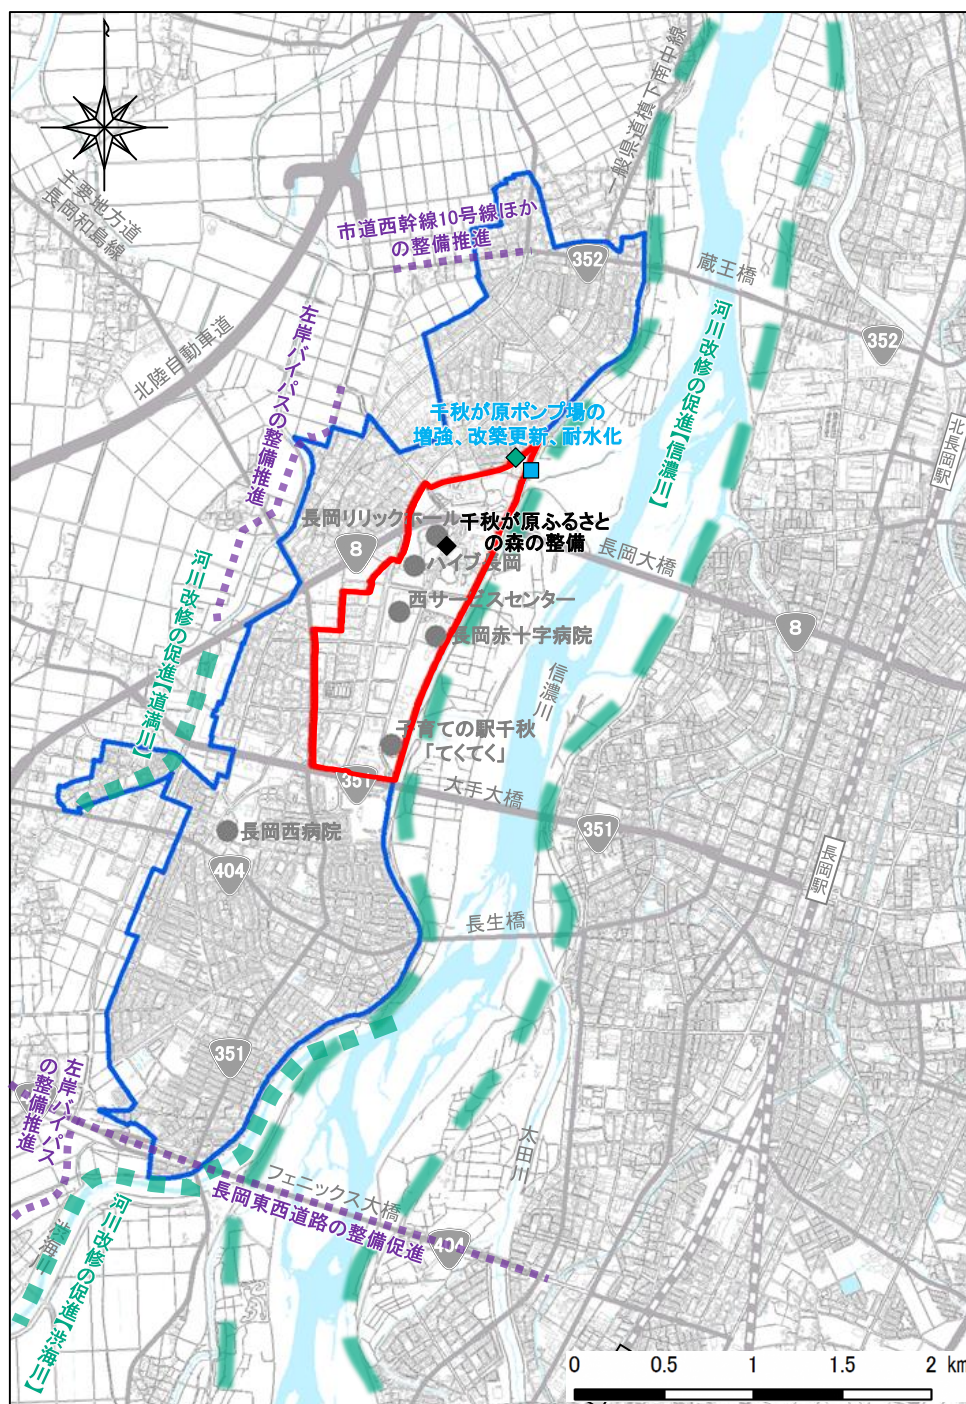 一般県道槙下南中線
主要地方道
長岡和島線
市道西幹線10号線ほか
の整備推進
352
蔵王橋
352
河川改修の促進【信濃川】
北陸自動車道
左岸バイパスの整備推進
北長岡駅
千秋が原ポンプ場の
増強、改築更新、耐水化
長岡リリックホール
千秋が原ふるさと
の森の整備
8
ハイブ長岡
長岡大橋
西サービスセンター
長岡赤十字病院
8
河川改修の促進【道満川】
信濃川
子育ての駅千秋
「てくてく」
351
大手大橋
351
長岡西病院
404
長岡駅
長生橋
351
左岸バイパス
の整備推進
太田川
フェニックス大橋
長岡東西道路の整備促進
404
渋海
河川改修の促進【渋海川】
0 0.5 1 1.5 2 km